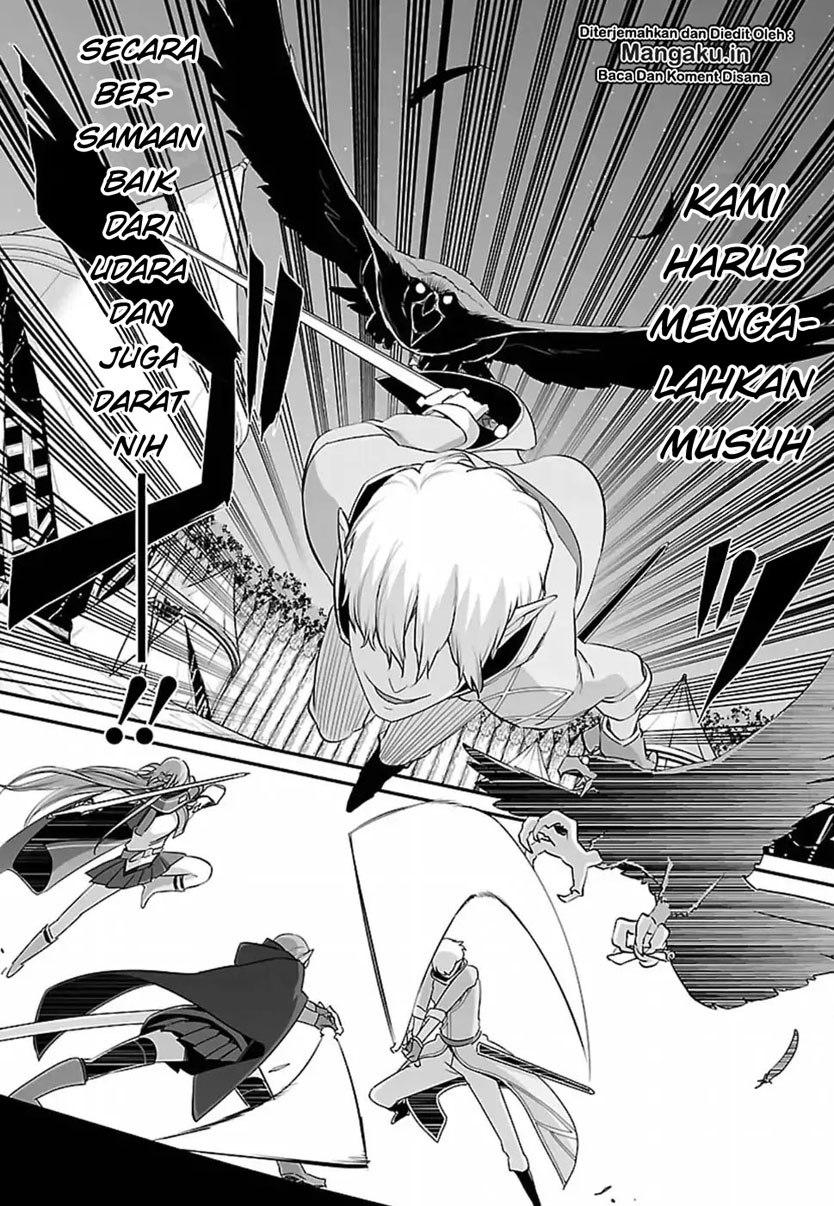 Diterjemahkan dan Diedit Oleh :
Mangaku.in
Baca Dan Koment Disana
KAMI
HARUS
MENGA-
LAHKAN
MUSUH
SECARA
BER-
SAMAAN
BAIK
DARI
UDARA
DAN
JUGA
DARAT
NIH
!!